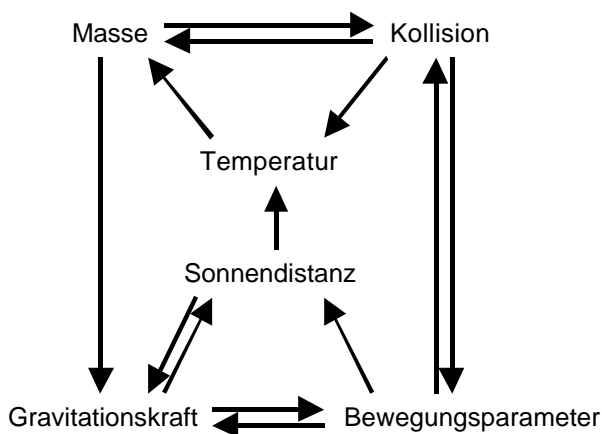 Masse Kollision
Temperatur
Sonnendistanz
Gravitationskraft Bewegungsparameter